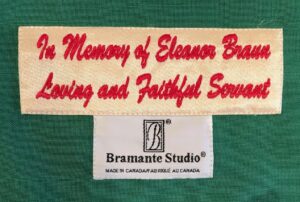 In Memory of Eleanor Braun
Loving and Faithful Servant
B®
Bramante Studio®
MADE IN CANADA/FABRIQUÉ AU CANADA